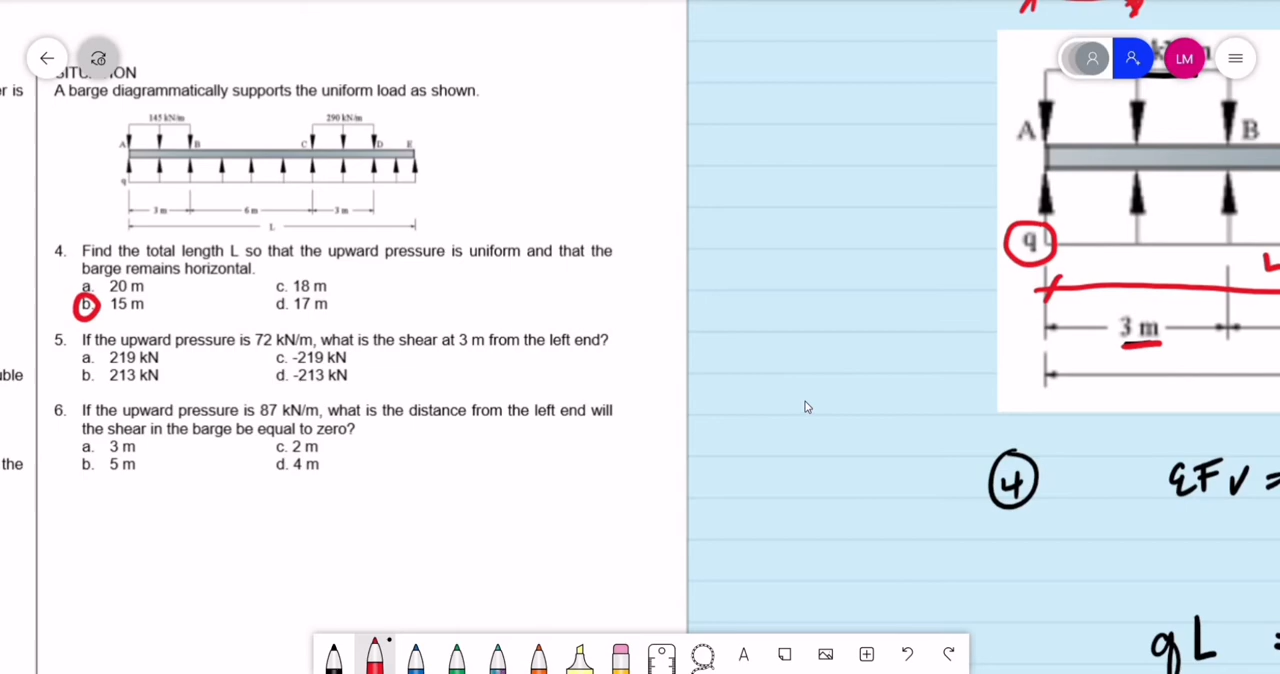 r is
A barge diagrammatically supports the uniform load as shown.
145 kN/m
290 kN/m
A
B
C
D
E
q
3 m
6 m
3 m
L
4. Find the total length L so that the upward pressure is uniform and that the
barge remains horizontal.
a. 20 m
c. 18 m
b. 15 m
d. 17 m
5. If the upward pressure is 72 kN/m, what is the shear at 3 m from the left end?
a. 219 kN
c. -219 kN
b. 213 kN
d. -213 kN
6. If the upward pressure is 87 kN/m, what is the distance from the left end will
the shear in the barge be equal to zero?
a. 3 m
c. 2 m
b. 5 m
d. 4 m
the
LM
A
B
q
L
3 m
4
ΣFv =
qL =
A